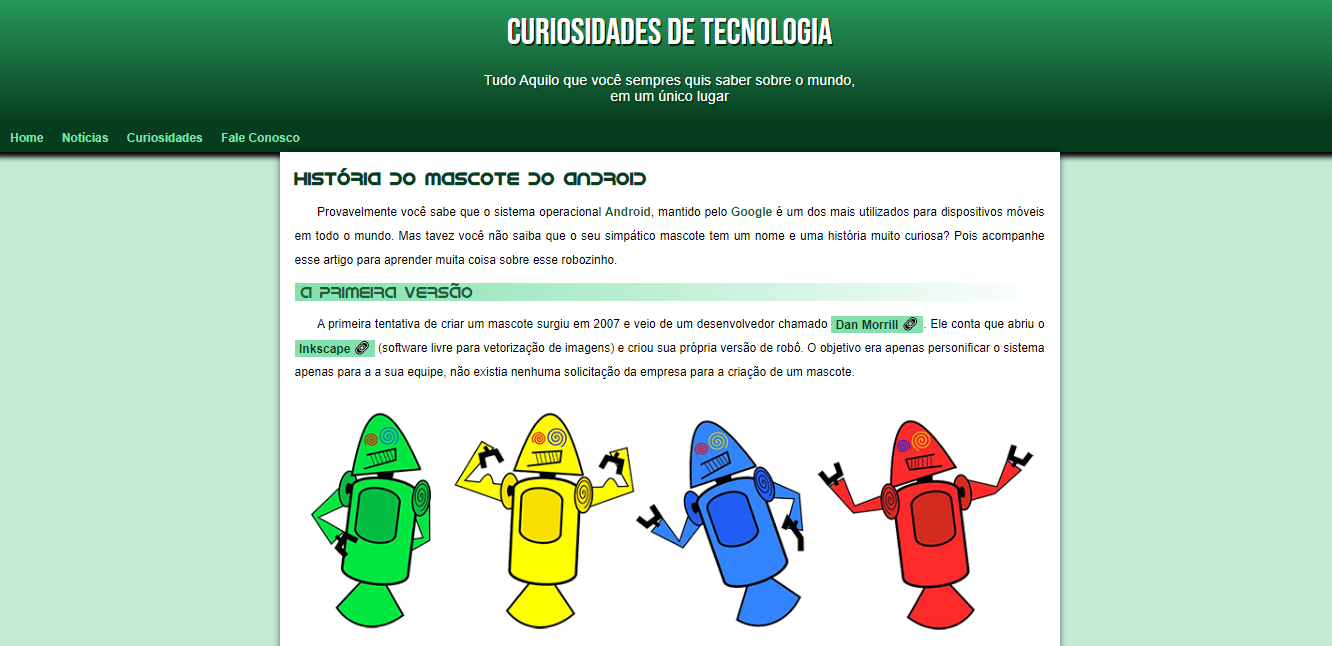 CURIOSIDADES DE TECNOLOGIA
Tudo Aquilo que você sempres quis saber sobre o mundo,
em um único lugar
Home Notícias Curiosidades Fale Conosco
História do Mascote do Android
Provavelmente você sabe que o sistema operacional Android, mantido pelo Google é um dos mais utilizados para dispositivos móveis
em todo o mundo. Mas tavez você não saiba que o seu simpático mascote tem um nome e uma história muito curiosa? Pois acompanhe
esse artigo para aprender muita coisa sobre esse robozinho.
A primeira versão
A primeira tentativa de criar um mascote surgiu em 2007 e veio de um desenvolvedor chamado Dan Morrill. Ele conta que abriu o
Inkscape (software livre para vetorização de imagens) e criou sua própria versão de robô. O objetivo era apenas personificar o sistema
apenas para a a sua equipe, não existia nenhuma solicitação da empresa para a criação de um mascote.